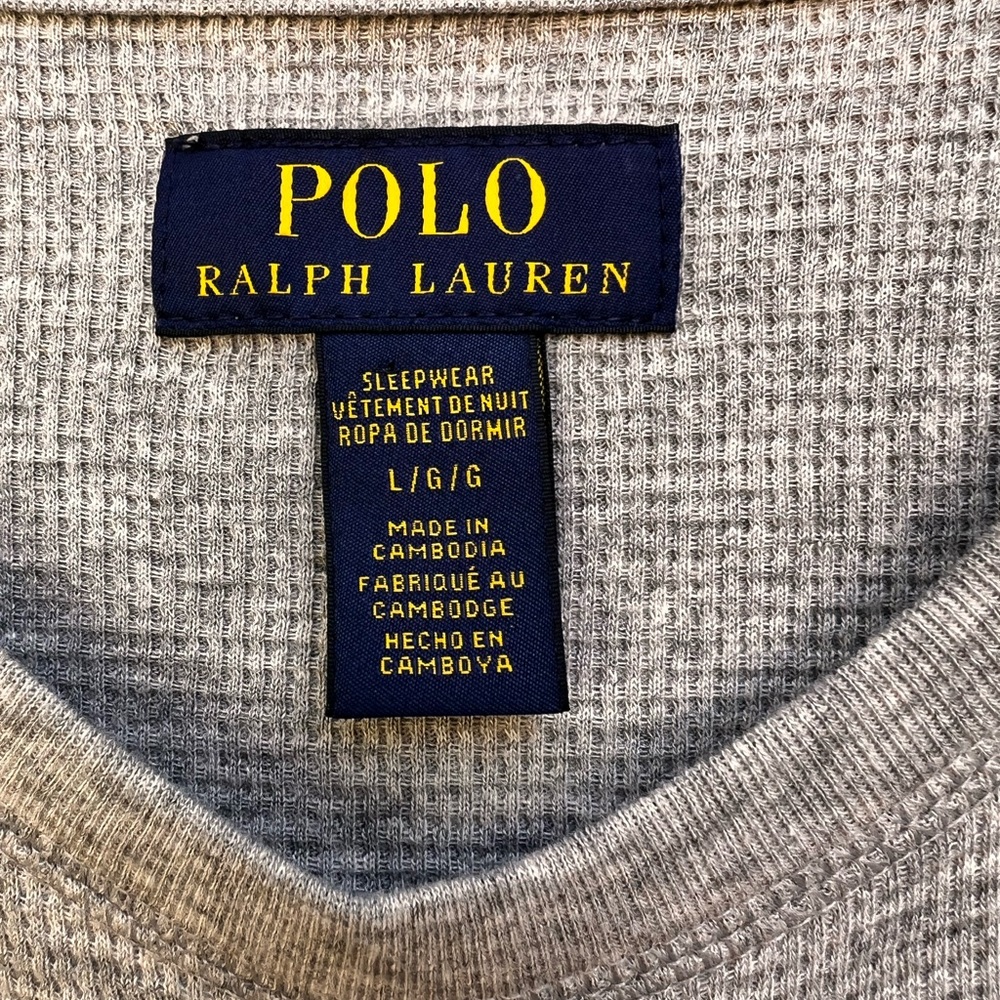 POLO
RALPH LAUREN
SLEEPWEAR
VÊTEMENT DE NUIT
ROPA DE DORMIR
L/G/G
MADE IN
CAMBODIA
FABRIQUÉ AU
CAMBODGE
HECHO EN
CAMBOYA